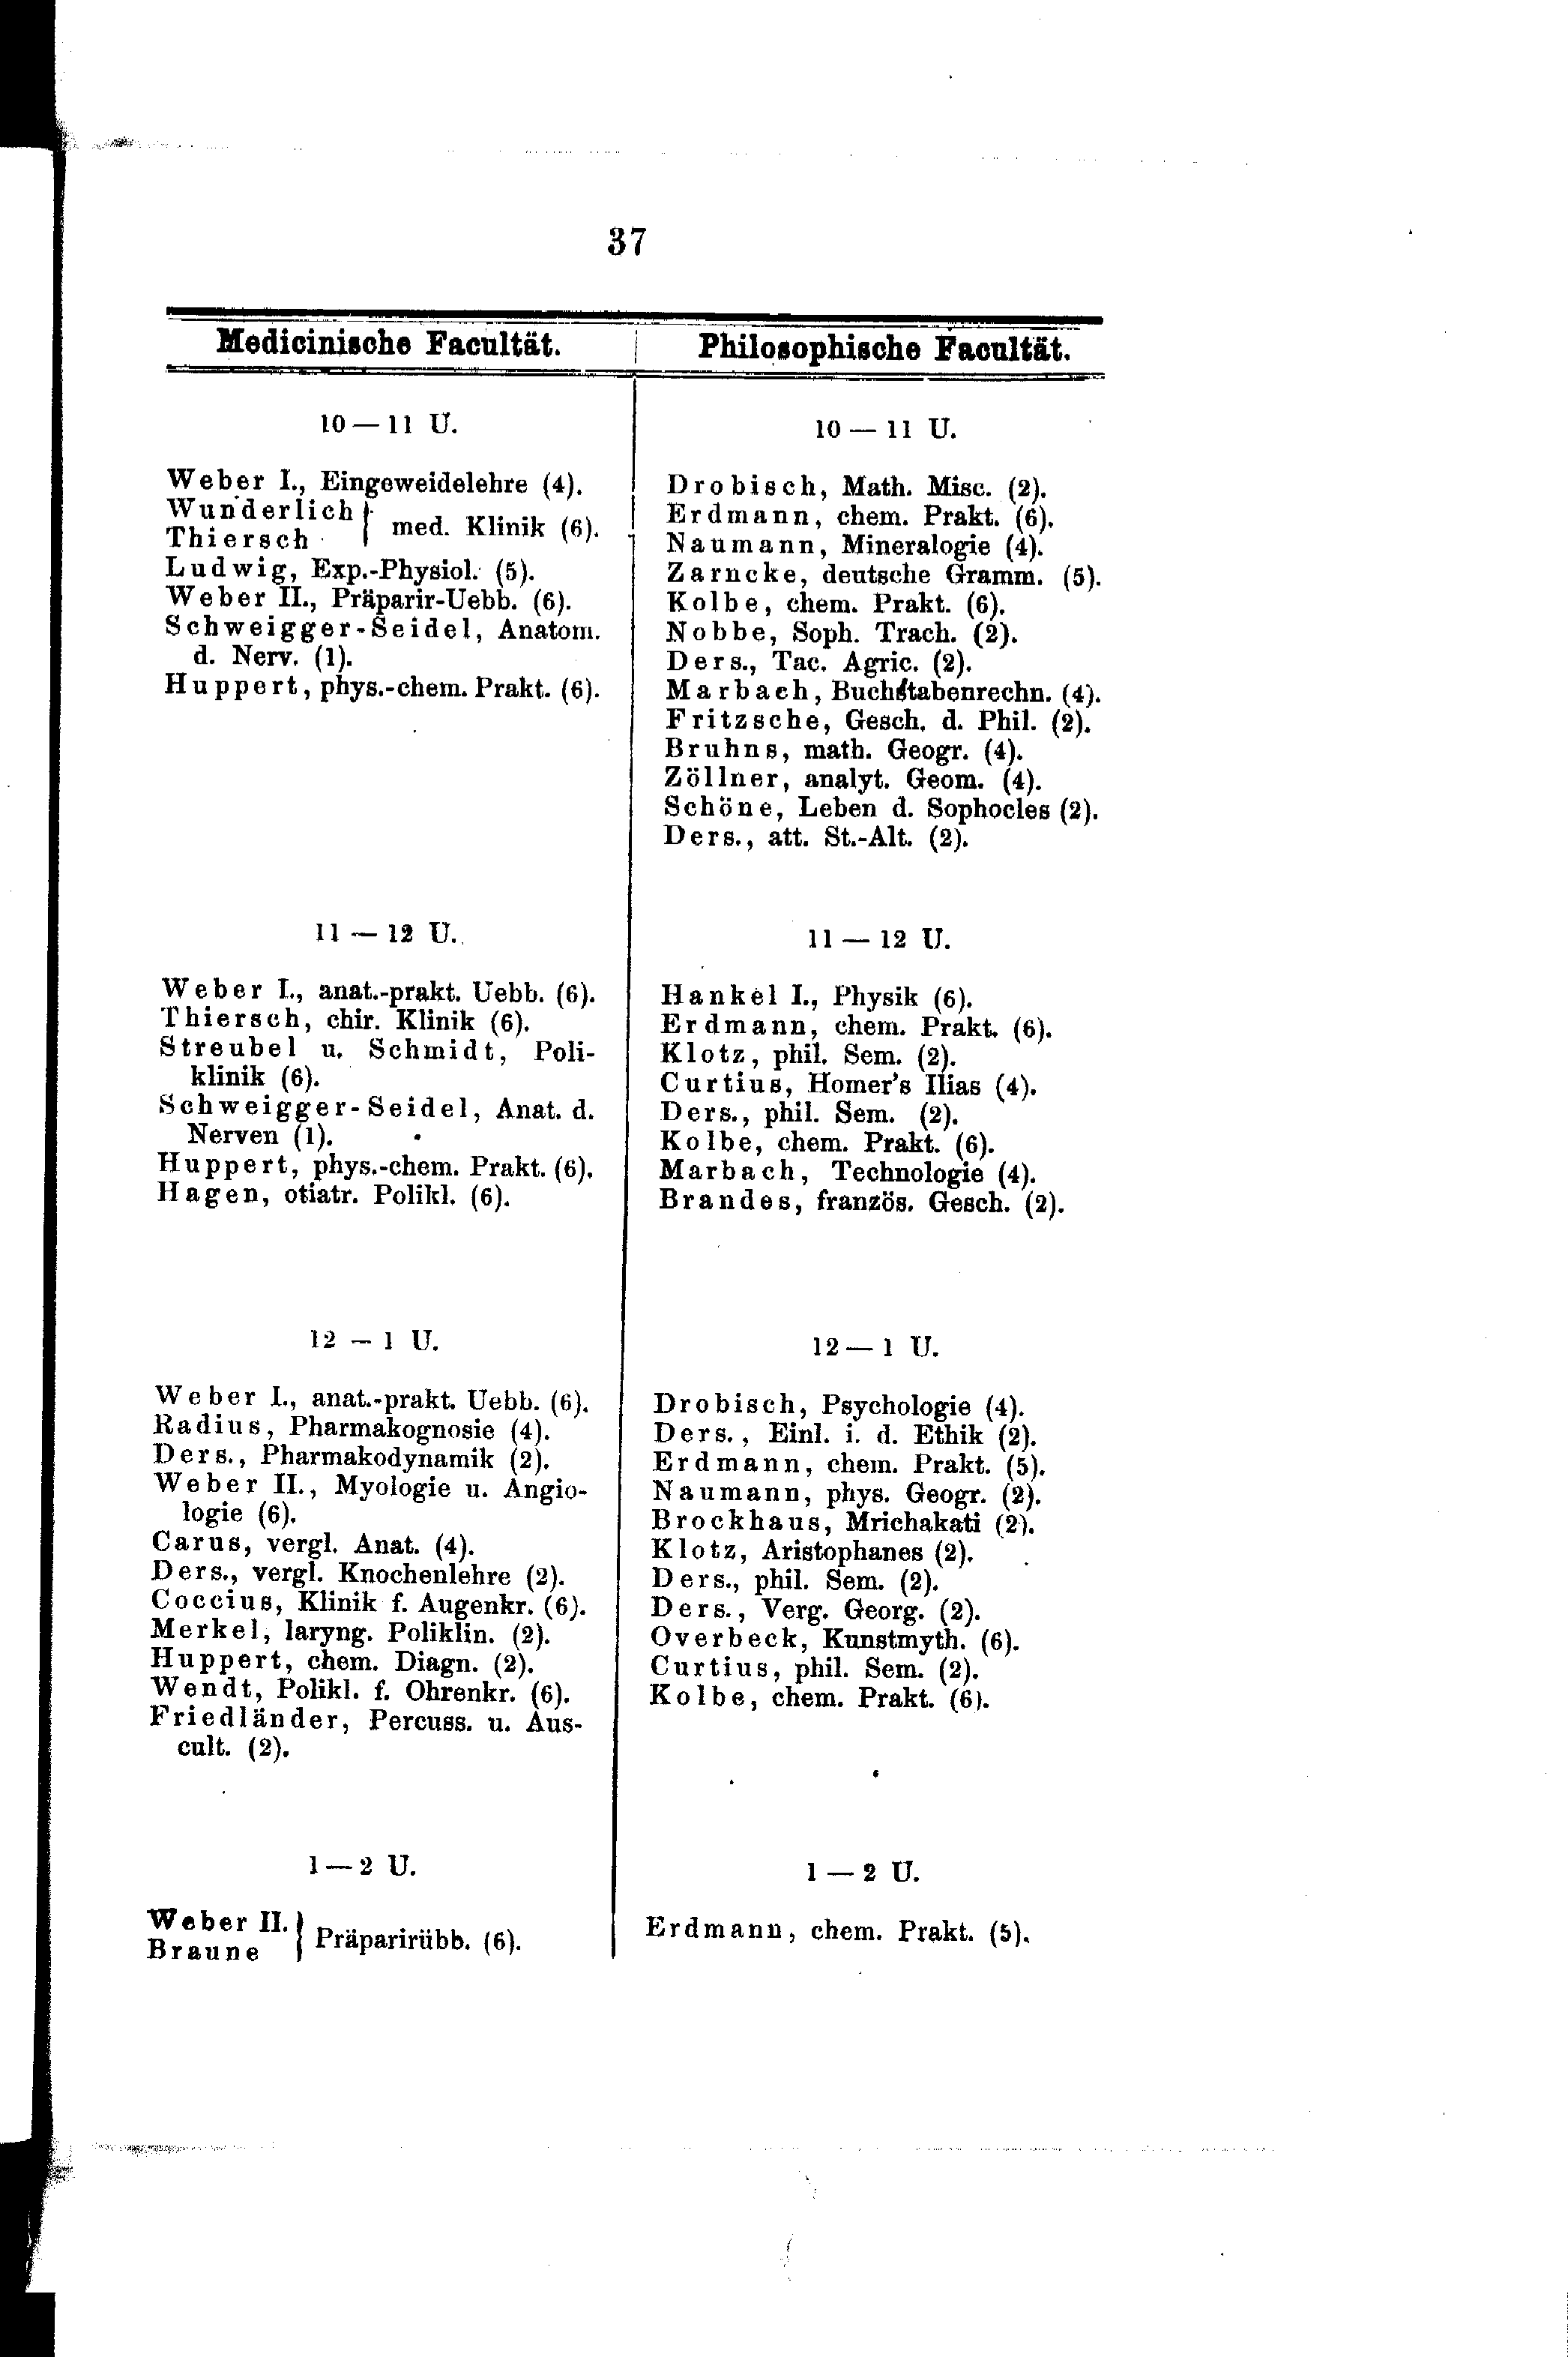 37
Medicinische Facultät.
10 — 11 U.
Weber I., Eingeweidelehre (4).
Wunderlich
Thiersch
med. Klinik (6).
Ludwig, Exp.-Physiol. (5).
Weber II., Präparir-Uebb. (6).
Schweigger-Seidel, Anatom.
d. Nerv. (1).
Huppert, phys.-chem. Prakt. (6).
11 — 12 U.
Weber I., anat.-prakt. Uebb. (6).
Thiersch, chir. Klinik (6).
Streubel u. Schmidt, Poli-
klinik (6).
Schweigger-Seidel, Anat. d.
Nerven (1).
Huppert, phys.-chem. Prakt. (6).
Hagen, otiatr. Polikl. (6).
12 — 1 U.
Weber I., anat.-prakt. Uebb. (6).
Radius, Pharmakognosie (4).
Ders., Pharmakodynamik (2).
Weber II., Myologie u. Angio-
logie (6).
Carus, vergl. Anat. (4).
Ders., vergl. Knochenlehre (2).
Coccius, Klinik f. Augenkr. (6).
Merkel, laryng. Poliklin. (2).
Huppert, chem. Diagn. (2).
Wendt, Polikl. f. Ohrenkr. (6).
Friedländer, Percuss. u. Aus-
cult. (2).
1 — 2 U.
Weber II.
Braune
Präparirübb. (6).
Philosophische Facultät.
10 — 11 U.
Drobisch, Math. Misc. (2).
Erdmann, chem. Prakt. (6).
Naumann, Mineralogie (4).
Zarncke, deutsche Gramm. (5).
Kolbe, chem. Prakt. (6).
Nobbe, Soph. Trach. (2).
Ders., Tac. Agric. (2).
Marbach, Buchstabenrechn. (4).
Fritzsche, Gesch. d. Phil. (2).
Bruhns, math. Geogr. (4).
Zöllner, analyt. Geom. (4).
Schöne, Leben d. Sophocles (2).
Ders., att. St.-Alt. (2).
11 — 12 U.
Hankel I., Physik (6).
Erdmann, chem. Prakt. (6).
Klotz, phil. Sem. (2).
Curtius, Homer's Ilias (4).
Ders., phil. Sem. (2).
Kolbe, chem. Prakt. (6).
Marbach, Technologie (4).
Brandes, französ. Gesch. (2).
12 — 1 U.
Drobisch, Psychologie (4).
Ders., Einl. i. d. Ethik (2).
Erdmann, chem. Prakt. (5).
Naumann, phys. Geogr. (2).
Brockhaus, Mrichakati (2).
Klotz, Aristophanes (2).
Ders., phil. Sem. (2).
Ders., Verg. Georg. (2).
Overbeck, Kunstmyth. (6).
Curtius, phil. Sem. (2).
Kolbe, chem. Prakt. (6).
1 — 2 U.
Erdmann, chem. Prakt. (5).